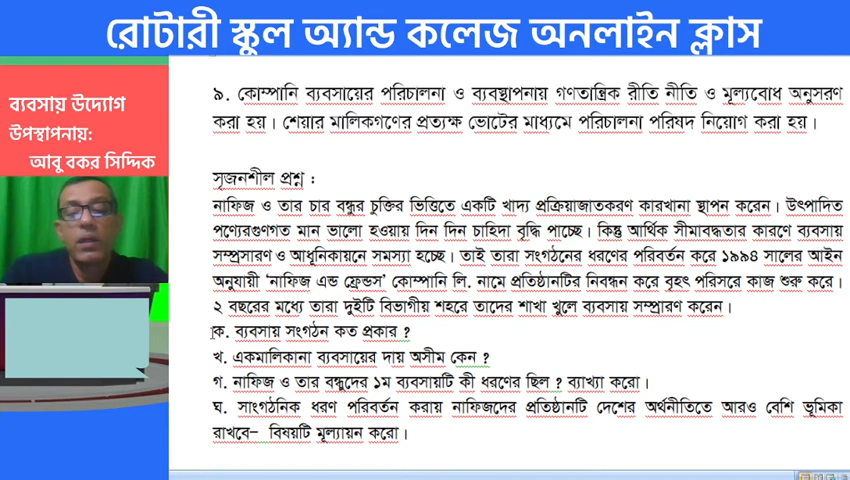 রোটারী স্কুল অ্যান্ড কলেজ অনলাইন ক্লাস
ব্যবসায় উদ্যোগ
উপস্থাপনায়:
আবু বকর সিদ্দিক
৯. কোম্পানি ব্যবসায়ের পরিচালনা ও ব্যবস্থাপনায় গণতান্ত্রিক রীতি নীতি ও মূল্যবোধ অনুসরণ
করা হয়। শেয়ার মালিকগণের প্রত্যক্ষ ভোটের মাধ্যমে পরিচালনা পরিষদ নিয়োগ করা হয়।
সৃজনশীল প্রশ্ন :
নাফিজ ও তার চার বন্ধুর চুক্তির ভিত্তিতে একটি খাদ্য প্রক্রিয়াজাতকরণ কারখানা স্থাপন করেন। উৎপাদিত
পণ্যেরগুণগত মান ভালো হওয়ায় দিন দিন চাহিদা বৃদ্ধি পাচ্ছে। কিন্তু আর্থিক সীমাবদ্ধতার কারণে ব্যবসায়
সম্প্রসারণ ও আধুনিকায়নে সমস্যা হচ্ছে। তাই তারা সংগঠনের ধরণের পরিবর্তন করে ১৯৯৪ সালের আইন
অনুযায়ী ‘নাফিজ এন্ড ফ্রেন্ডস’ কোম্পানি লি. নামে প্রতিষ্ঠানটির নিবন্ধন করে বৃহৎ পরিসরে কাজ শুরু করে।
২ বছরের মধ্যে তারা দুইটি বিভাগীয় শহরে তাদের শাখা খুলে ব্যবসায় সম্প্রারণ করেন।
ক. ব্যবসায় সংগঠন কত প্রকার ?
খ. একমালিকানা ব্যবসায়ের দায় অসীম কেন ?
গ. নাফিজ ও তার বন্ধুদের ১ম ব্যবসায়টি কী ধরণের ছিল ? ব্যাখ্যা করো।
ঘ. সাংগঠনিক ধরণ পরিবর্তন করায় নাফিজদের প্রতিষ্ঠানটি দেশের অর্থনীতিতে আরও বেশি ভূমিকা
রাখবে– বিষয়টি মূল্যায়ন করো।